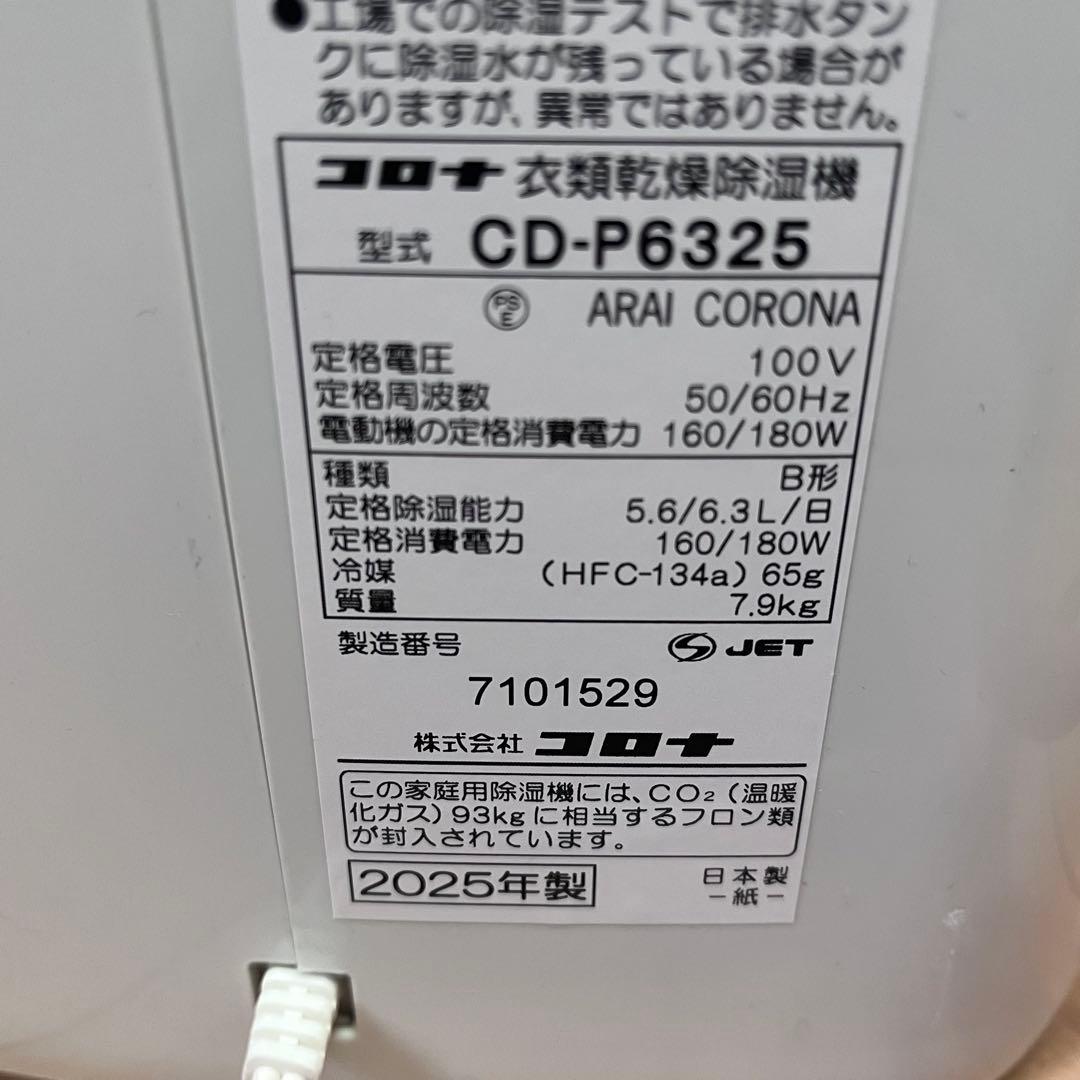 ●工場での除湿テストで排水タン
クに除湿水が残っている場合が
ありますが、異常ではありません。
コロナ 衣類乾燥除湿機
型式 CD-P6325
PSE ARAI CORONA
定格電圧 100V
定格周波数 50/60Hz
電動機の定格消費電力 160/180W
種類 B形
定格除湿能力 5.6/6.3L/日
定格消費電力 160/180W
冷媒 (HFC-134a) 65g
質量 7.9kg
製造番号 JET
7101529
株式会社 コロナ
この家庭用除湿機には、CO₂(温暖
化ガス)93kgに相当するフロン類
が封入されています。
2025年製 日本製
-紙-